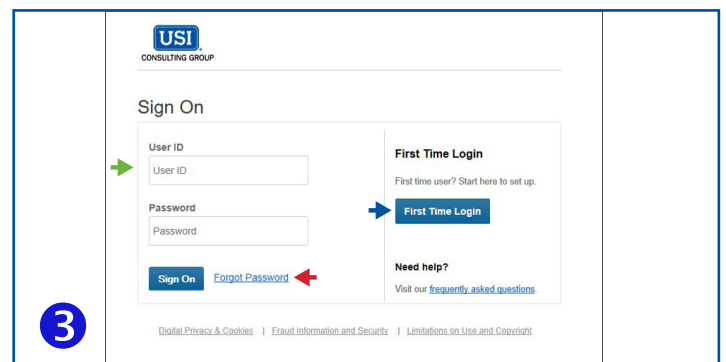 USI
CONSULTING GROUP
Sign On
User ID
User ID
Password
Password
Sign On Forgot Password
First Time Login
First time user? Start here to set up.
First Time Login
Need help?
Visit our frequently asked questions.
3
Digital Privacy & Cookies | Fraud Information and Security | Limitations on Use and Copyright